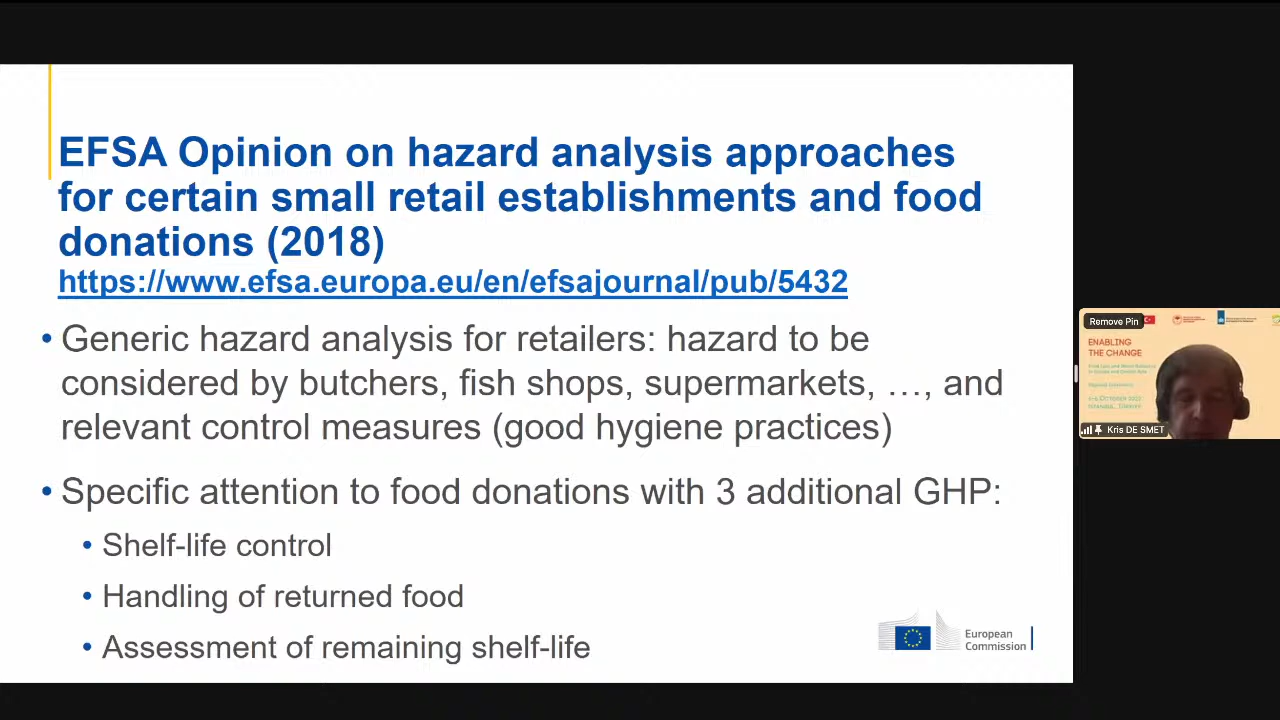 EFSA Opinion on hazard analysis approaches
for certain small retail establishments and food
donations (2018)
https://www.efsa.europa.eu/en/efsajournal/pub/5432
• Generic hazard analysis for retailers: hazard to be
considered by butchers, fish shops, supermarkets, …, and
relevant control measures (good hygiene practices)
• Specific attention to food donations with 3 additional GHP:
• Shelf-life control
• Handling of returned food
• Assessment of remaining shelf-life
European
Commission
Remove Pin
ENABLING
THE CHANGE
Kris DE SMET